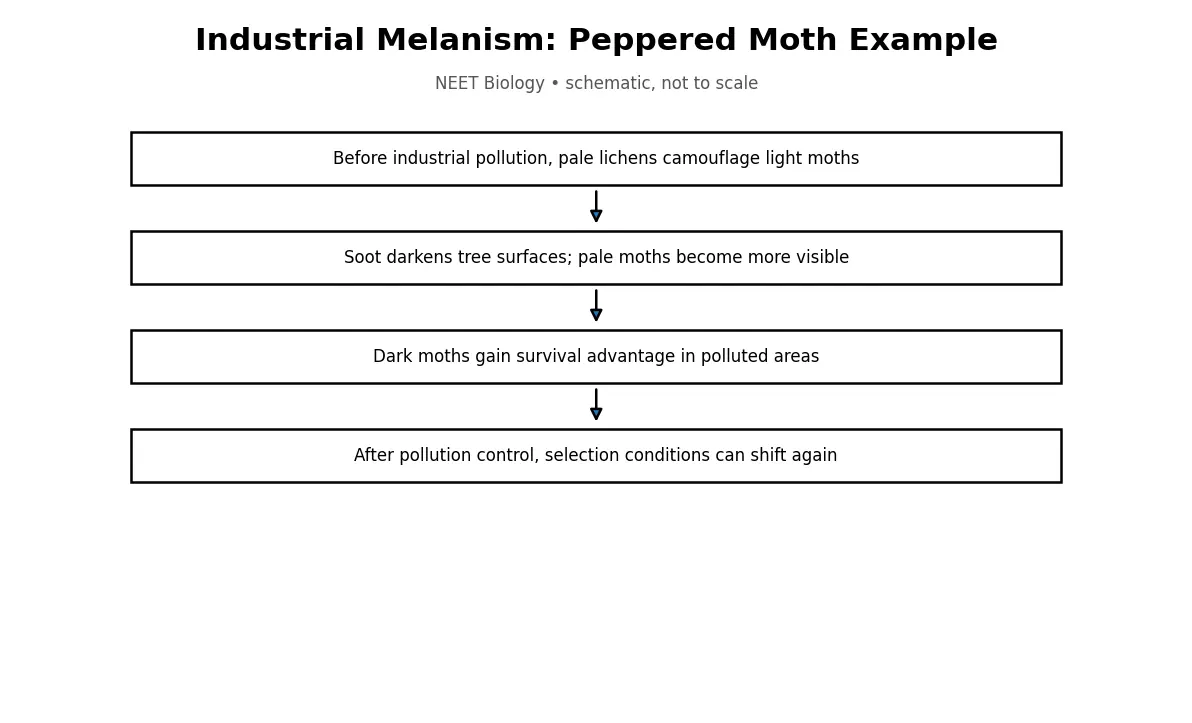 Industrial Melanism: Peppered Moth Example
NEET Biology • schematic, not to scale
Before industrial pollution, pale lichens camouflage light moths
Soot darkens tree surfaces; pale moths become more visible
Dark moths gain survival advantage in polluted areas
After pollution control, selection conditions can shift again